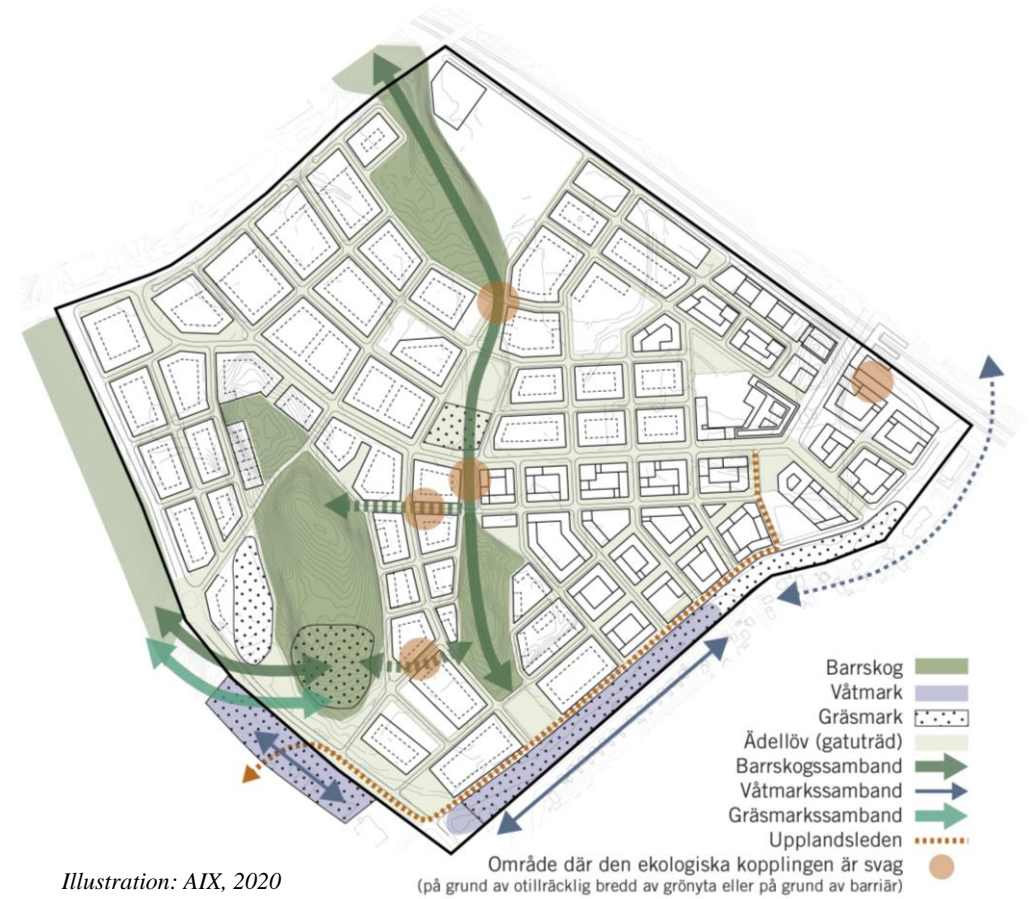 Barrskog
Våtmark
Gräsmark
Ädellöv (gatuträd)
Barrskogssamband
Våtmarkssamband
Gräsmarkssamband
Upplandsleden
Område där den ekologiska kopplingen är svag
(på grund av otillräcklig bredd av grönyta eller på grund av barriär)
Illustration: AIX, 2020